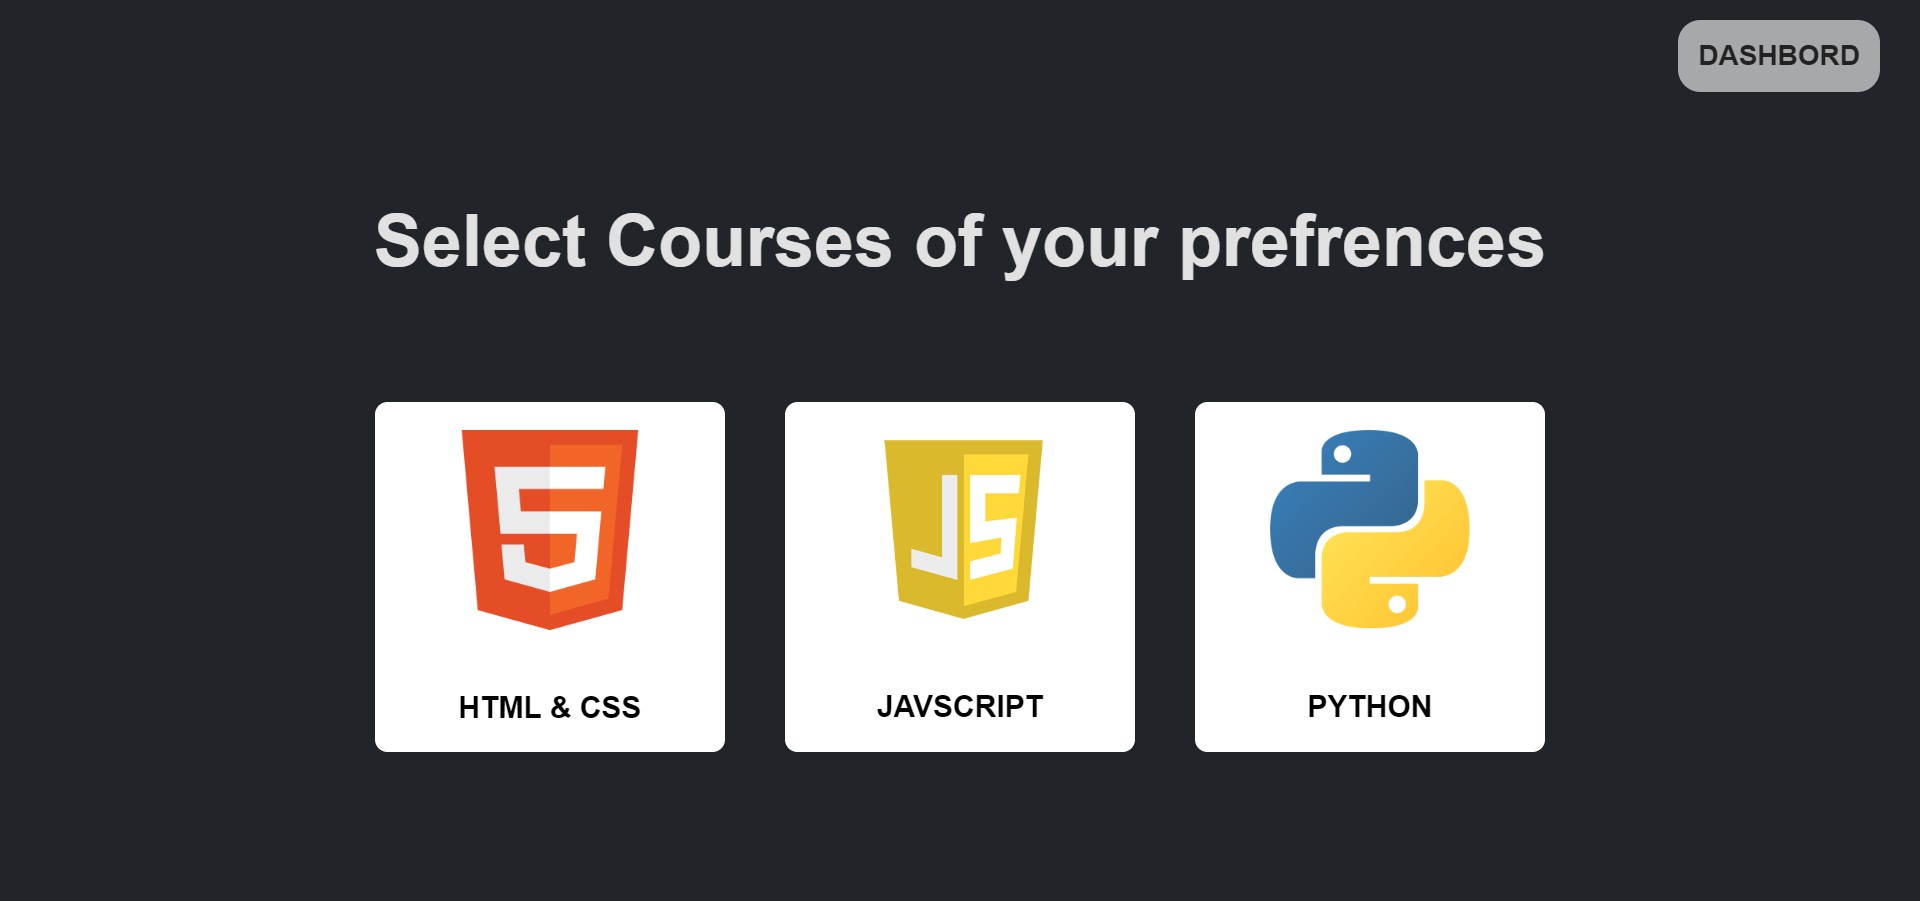 DASHBORD
Select Courses of your prefrences
5
JS
HTML & CSS
JAVSCRIPT
PYTHON